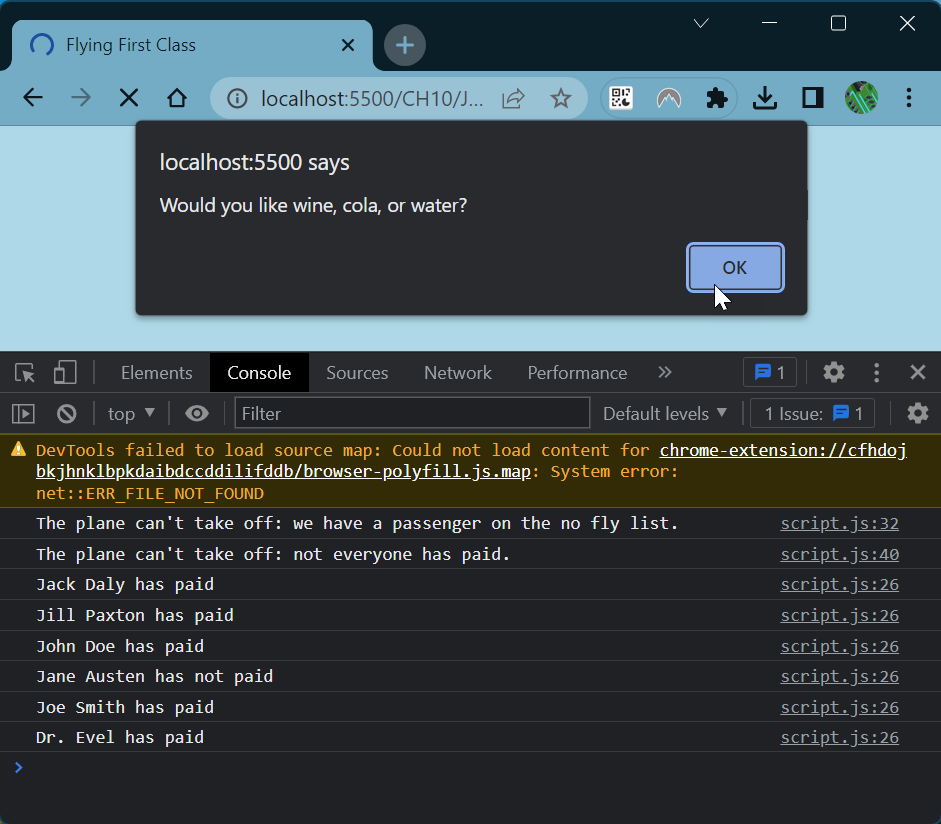 Flying First Class
localhost:5500/CH10/J...
localhost:5500 says
Would you like wine, cola, or water?
OK
Elements Console Sources Network Performance 1
top Filter Default levels 1 Issue: 1
DevTools failed to load source map: Could not load content for chrome-extension://cfhdoj
bkjhnklbpkdaibdccddilifddb/browser-polyfill.js.map: System error:
net::ERR_FILE_NOT_FOUND
The plane can't take off: we have a passenger on the no fly list. script.js:32
The plane can't take off: not everyone has paid. script.js:40
Jack Daly has paid script.js:26
Jill Paxton has paid script.js:26
John Doe has paid script.js:26
Jane Austen has not paid script.js:26
Joe Smith has paid script.js:26
Dr. Evel has paid script.js:26